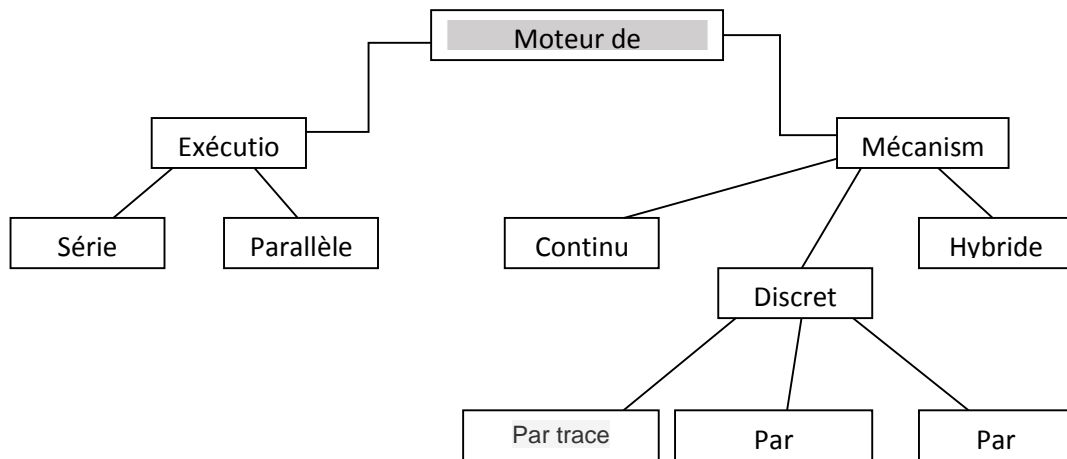 Moteur de
Exécutio
Mécanism
Série
Parallèle
Continu
Hybride
Discret
Par trace
Par
Par